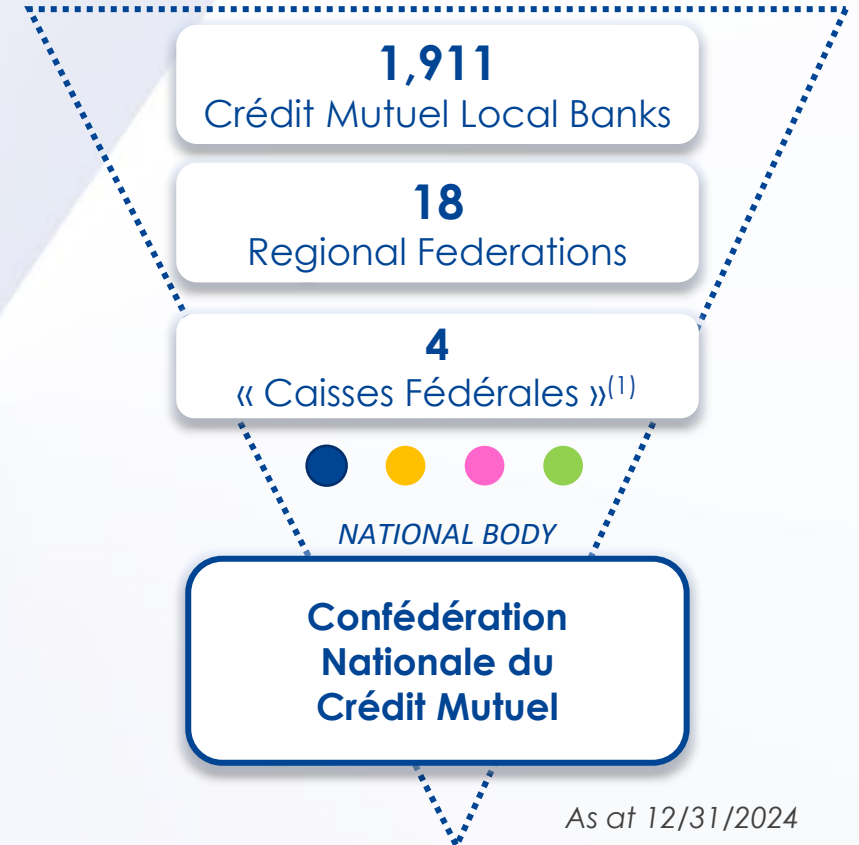 1,911
Crédit Mutuel Local Banks
18
Regional Federations
4
« Caisses Fédérales »(1)
NATIONAL BODY
Confédération
Nationale du
Crédit Mutuel
As at 12/31/2024